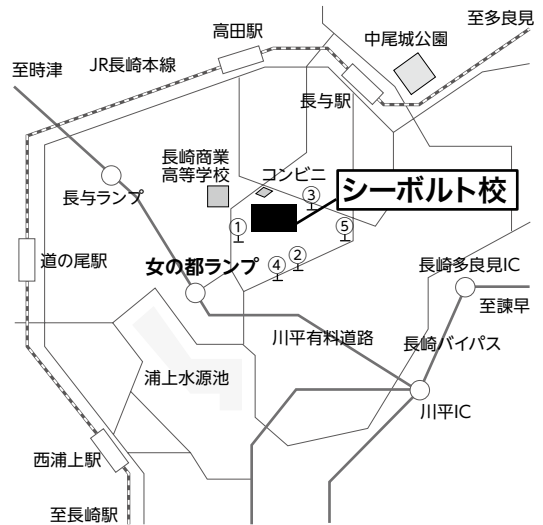 至多良見
高田駅
中尾城公園
JR長崎本線
至時津
長与駅
長崎商業
高等学校
コンビニ
シーボルト校
③
長与ランプ
①
⑤
道の尾駅
女の都ランプ
②
④
長崎多良見IC
至諫早
川平有料道路
長崎バイパス
浦上水源池
川平IC
西浦上駅
至長崎駅